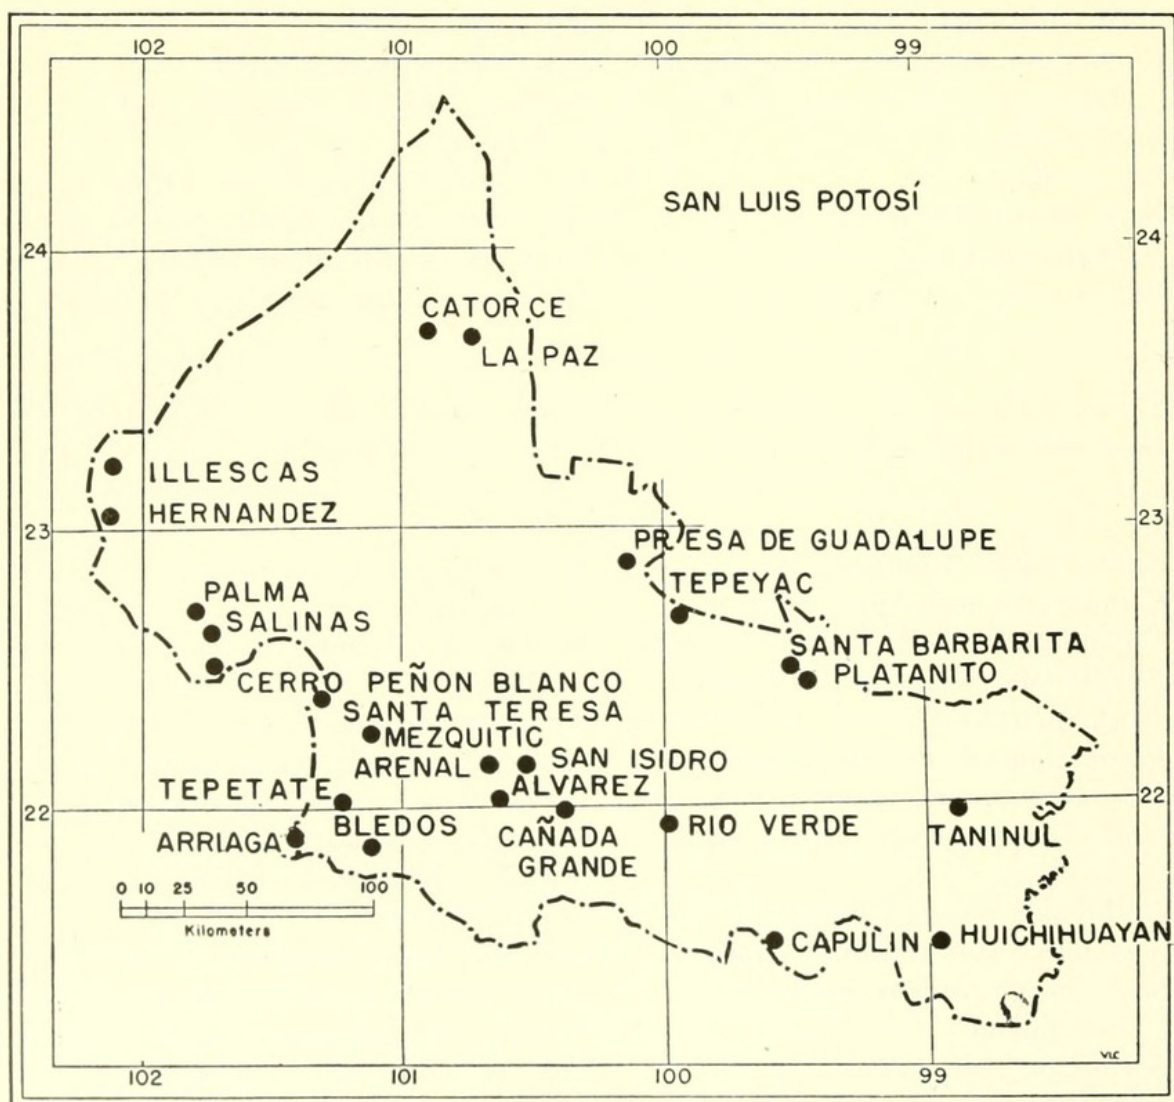 102 101 100 99
SAN LUIS POTOSÍ
24 24
CATORCE
LA PAZ
ILLESCAS
HERNANDEZ
23 23
PRESA DE GUADALUPE
TEPEYAC
PALMA
SALINAS
SANTA BARBARITA
PLATANITO
CERRO PEÑON BLANCO
SANTA TERESA
MEZQUITIC
ARENAL
SAN ISIDRO
TEPETATE
ALVAREZ
22 22
ARRIAGA
BLEDOS
CAÑADA
GRANDE
RIO VERDE
TANINUL
0 10 25 50 100
Kilometers
CAPULIN
HUICHIHUAYAN
VLC
102 101 100 99